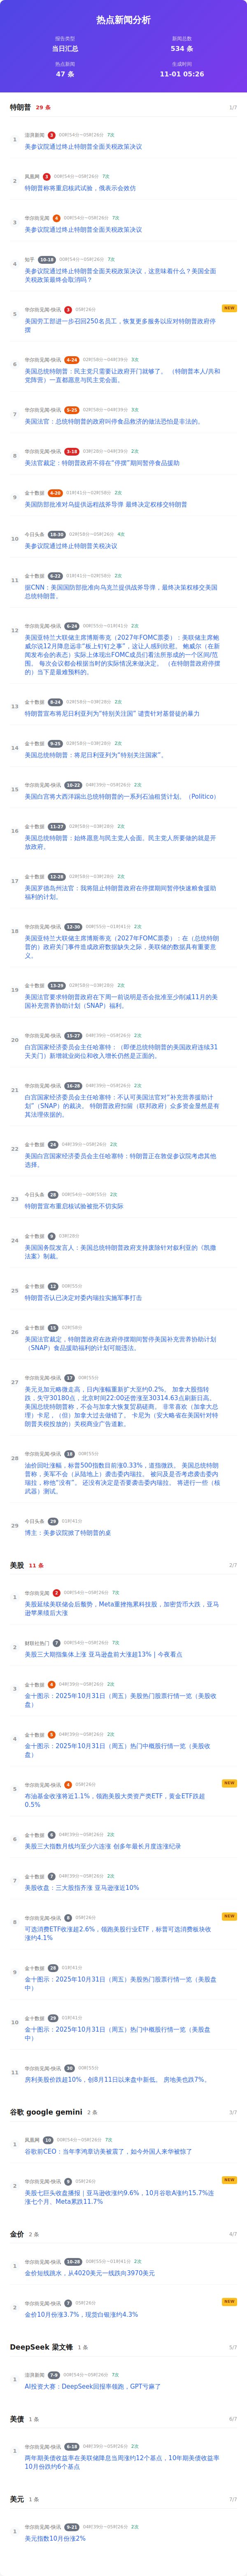 热点新闻分析
报告类型
当日汇总
新闻总数
534 条
热点新闻
47 条
生成时间
11-01 05:26
特朗普 29 条 1/7
1
澎湃新闻 3 00时54分~05时26分 7次
美参议院通过终止特朗普全面关税政策决议
2
凤凰网 3 00时54分~05时26分 7次
特朗普称将重启核武试验，俄表示会效仿
3
华尔街见闻 4 00时54分~05时26分 7次
美参议院通过终止特朗普全面关税政策决议
4
知乎 10-18 00时54分~05时26分 7次
美参议院通过终止特朗普全面关税政策决议，这意味着什么？美国全面
关税政策最终会取消吗？
5
华尔街见闻-快讯 3 05时26分 NEW
美国劳工部进一步召回250名员工，恢复更多服务以应对特朗普政府停
摆
6
华尔街见闻-快讯 4-24 02时58分~04时39分 3次
美国总统特朗普：民主党只需要让政府开门就够了。 （特朗普本人/共和
党阵营）一直都愿意与民主党会面。
7
华尔街见闻-快讯 5-25 02时58分~04时39分 3次
美国法官：总统特朗普的政府叫停食品救济的做法恐怕是非法的。
8
华尔街见闻-快讯 3-18 03时28分~04时39分 2次
美法官裁定：特朗普政府不得在“停摆”期间暂停食品援助
9
金十数据 6-20 01时41分~02时58分 2次
美国防部批准对乌提供远程战斧导弹 最终决定权移交特朗普
10
今日头条 18-30 02时58分~05时26分 4次
美参议院通过终止特朗普关税决议
11
金十数据 6-22 01时41分~02时58分 2次
据CNN：美国国防部批准向乌克兰提供战斧导弹，最终决策权移交美国
总统特朗普。
12
华尔街见闻-快讯 6-24 00时55分~01时41分 2次
美国亚特兰大联储主席博斯蒂克（2027年FOMC票委）：美联储主席鲍
威尔说12月降息远非“板上钉钉之事”，这让人感到欣慰。 鲍威尔（在新
闻发布会的表态）实际上体现出FOMC成员们看法所形成的一个区间/范
围。 每次会议都会根据当时的实际情况来做决定。 （在特朗普政府停摆
的）当下是最难预料的。
13
金十数据 8-24 02时58分~03时28分 2次
特朗普宣布将尼日利亚列为“特别关注国” 谴责针对基督徒的暴力
14
金十数据 9-25 02时58分~03时28分 2次
美国总统特朗普：将尼日利亚列为“特别关注国家”。
15
华尔街见闻-快讯 10-22 04时39分~05时26分 2次
美国白宫将大西洋踢出总统特朗普的一系列石油租赁计划。（Politico）
16
金十数据 11-27 02时58分~03时28分 2次
美国总统特朗普：始终愿意与民主党人会面。民主党人所要做的就是开
放政府。
17
金十数据 12-28 02时58分~03时28分 2次
美国罗德岛州法官：我将阻止特朗普政府在停摆期间暂停快速粮食援助
福利的计划。
18
华尔街见闻-快讯 12-30 00时55分~01时41分 2次
美国亚特兰大联储主席博斯蒂克（2027年FOMC票委）：在（总统特朗
普的）政府关门事件造成政府数据缺失之际，美联储的数据具有重要意
义。
19
金十数据 13-29 02时58分~03时28分 2次
美国法官要求特朗普政府在下周一前说明是否会批准至少削减11月的美
国补充营养协助计划（SNAP）福利。
20
华尔街见闻-快讯 15-27 04时39分~05时26分 2次
白宫国家经济委员会主任哈塞特：（即使总统特朗普的美国政府连续31
天关门）新增就业岗位和收入增长仍然是正面的。
21
华尔街见闻-快讯 16-28 04时39分~05时26分 2次
白宫国家经济委员会主任哈塞特：不认可美国法官对“补充营养援助计
划”（SNAP）的裁决。 特朗普政府扣留（联邦政府）众多资金显然是有
其法理依据的。
22
金十数据 24 04时39分~05时26分 2次
美国白宫国家经济委员会主任哈塞特：特朗普正在敦促参议院考虑其他
选择。
23
今日头条 28 00时54分~00时55分 2次
特朗普宣布重启核试验被批不切实际
24
金十数据 9 03时28分
美国国务院发言人：美国总统特朗普政府支持废除针对叙利亚的《凯撒
法案》制裁。
25
金十数据 12 00时55分
特朗普否认已决定对委内瑞拉实施军事打击
26
金十数据 15 02时58分
美国法官裁定，特朗普政府在政府停摆期间暂停美国补充营养协助计划
（SNAP）食品援助福利的计划可能违法。
27
华尔街见闻-快讯 17 00时55分
美元兑加元略微走高，日内涨幅重新扩大至约0.2%。 加拿大股指转
跌，失守30180点，北京时间22:00还曾涨至30314.63点刷新日高。
美国总统特朗普称，不会与加拿大恢复贸易磋商。 非常喜欢（加拿大总
理）卡尼，（但）加拿大过去做错了。 卡尼为（安大略省在美国针对特
朗普关税投放的）关税商业广告道歉。
28
华尔街见闻-快讯 18 00时55分
油价回吐涨幅，标普500指数目前涨0.33%，道指微跌。 美国总统特朗
普称，美军不会（从陆地上）袭击委内瑞拉。 被问及是否考虑袭击委内
瑞拉，称他“没有”。 还没有决定是否要袭击委内瑞拉。 将进行一些（核
武器）测试。
29
今日头条 29 01时41分
博主：美参议院掀了特朗普的桌
美股 11 条 2/7
1
华尔街见闻 2 00时54分~05时26分 7次
美股延续美联储会后颓势，Meta重挫拖累科技股，加密货币大跌，亚马
逊苹果绩后大涨
2
财联社热门 7 00时54分~05时26分 7次
美股三大期指集体上涨 亚马逊盘前大涨超13% | 今夜看点
3
金十数据 4 04时39分~05时26分 2次
金十图示：2025年10月31日（周五）美股热门股票行情一览（美股收
盘）
4
金十数据 5 04时39分~05时26分 2次
金十图示：2025年10月31日（周五）热门中概股行情一览（美股收
盘）
5
华尔街见闻-快讯 4 05时26分 NEW
布油基金收涨将近1.1%，领跑美股大类资产类ETF，黄金ETF跌超
0.5%
6
金十数据 6 04时39分~05时26分 2次
美股三大指数月线均至少六连涨 创多年最长月度连涨纪录
7
金十数据 7 04时39分~05时26分 2次
美股收盘：三大股指齐涨 亚马逊涨近10%
8
华尔街见闻-快讯 8 05时26分 NEW
可选消费ETF收涨超2.6%，领跑美股行业ETF，标普可选消费板块收
涨约4.1%
9
金十数据 28 01时41分
金十图示：2025年10月31日（周五）美股热门股票行情一览（美股盘
中）
10
金十数据 29 01时41分
金十图示：2025年10月31日（周五）热门中概股行情一览（美股盘
中）
11
华尔街见闻-快讯 30 00时55分
房利美股价跌超10%，创8月11日以来盘中新低。 房地美也跌7%。
谷歌 google gemini 2 条 3/7
1
凤凰网 10 00时54分~05时26分 7次
谷歌前CEO：当年李鸿章访美被震了，如今外国人来华被惊了
2
华尔街见闻-快讯 9 05时26分 NEW
美股七巨头收盘播报｜亚马逊收涨约9.6%，10月谷歌A涨约15.7%连
涨七个月、Meta累跌11.7%
金价 2 条 4/7
1
华尔街见闻-快讯 10-28 00时55分~01时41分 2次
金价短线跳水，从4020美元一线跌向3970美元
2
华尔街见闻-快讯 7 05时26分 NEW
金价10月份涨3.7%，现货白银涨约4.3%
DeepSeek 梁文锋 1 条 5/7
1
澎湃新闻 7-9 00时54分~05时26分 7次
AI投资大赛：DeepSeek回报率领跑，GPT亏麻了
美债 1 条 6/7
1
华尔街见闻-快讯 6-18 04时39分~05时26分 2次
两年期美债收益率在美联储降息当周涨约12个基点，10年期美债收益率
10月份跌约6个基点
美元 1 条 7/7
1
华尔街见闻-快讯 9-21 04时39分~05时26分 2次
美元指数10月份涨2%